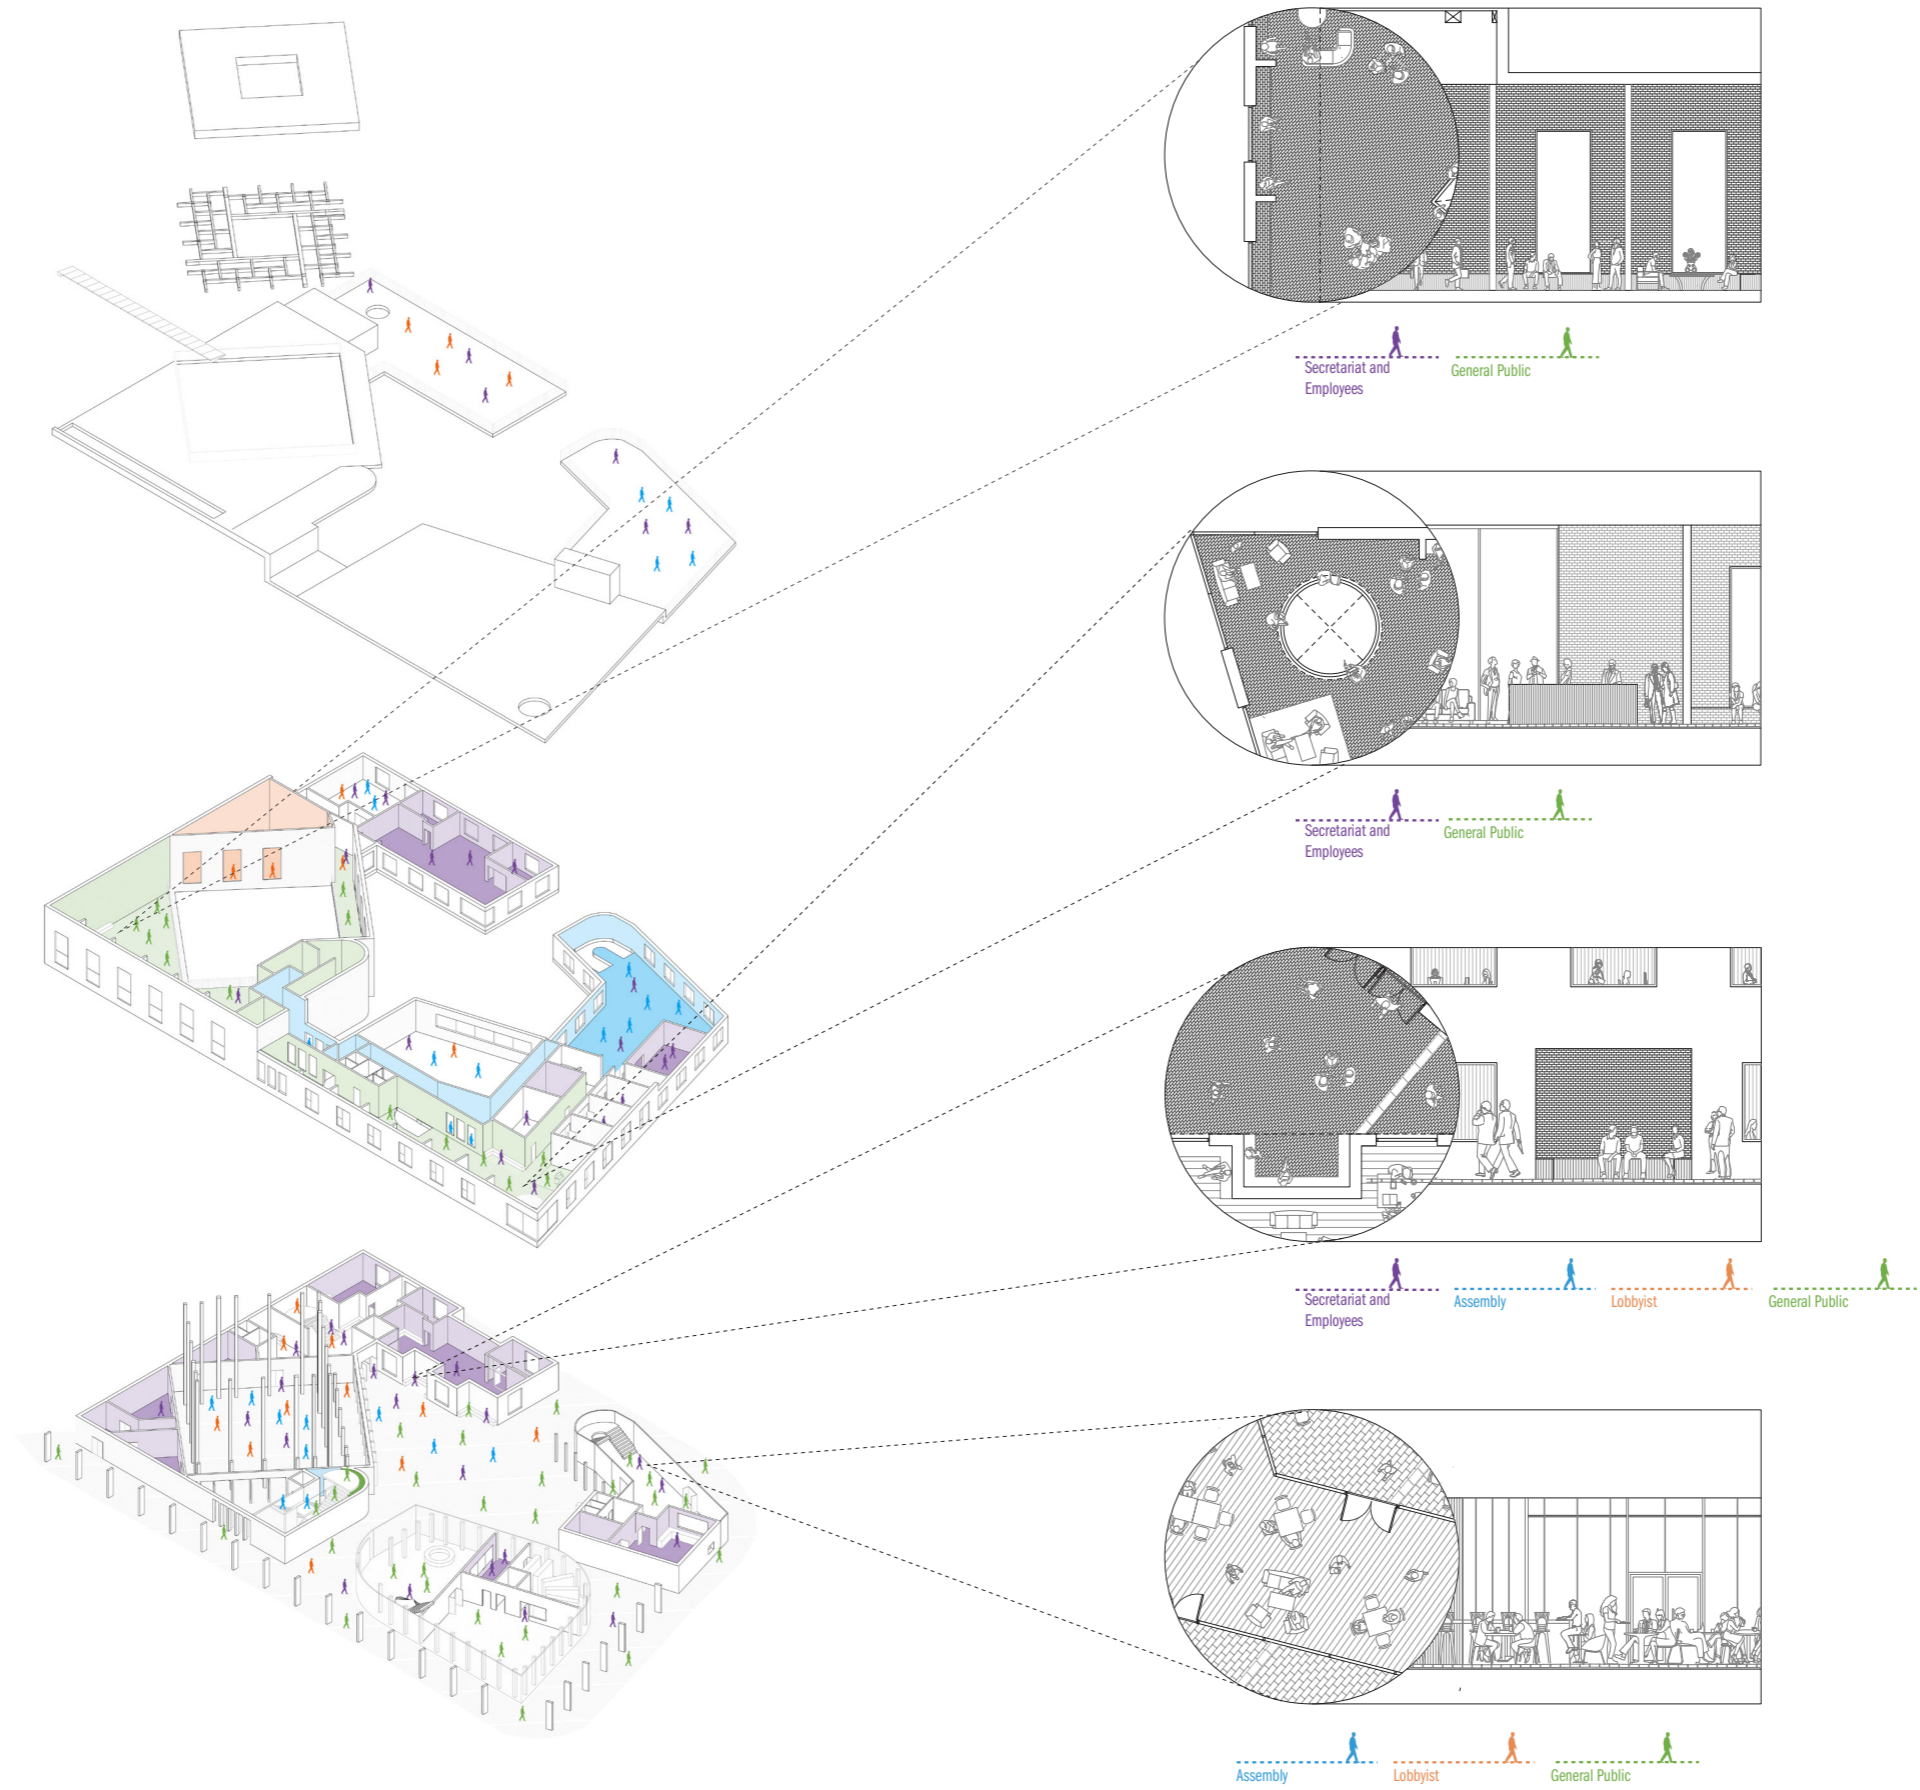 Secretariat and
Employees
General Public
Secretariat and
Employees
General Public
Secretariat and
Employees
Assembly
Lobbyist
General Public
Assembly
Lobbyist
General Public